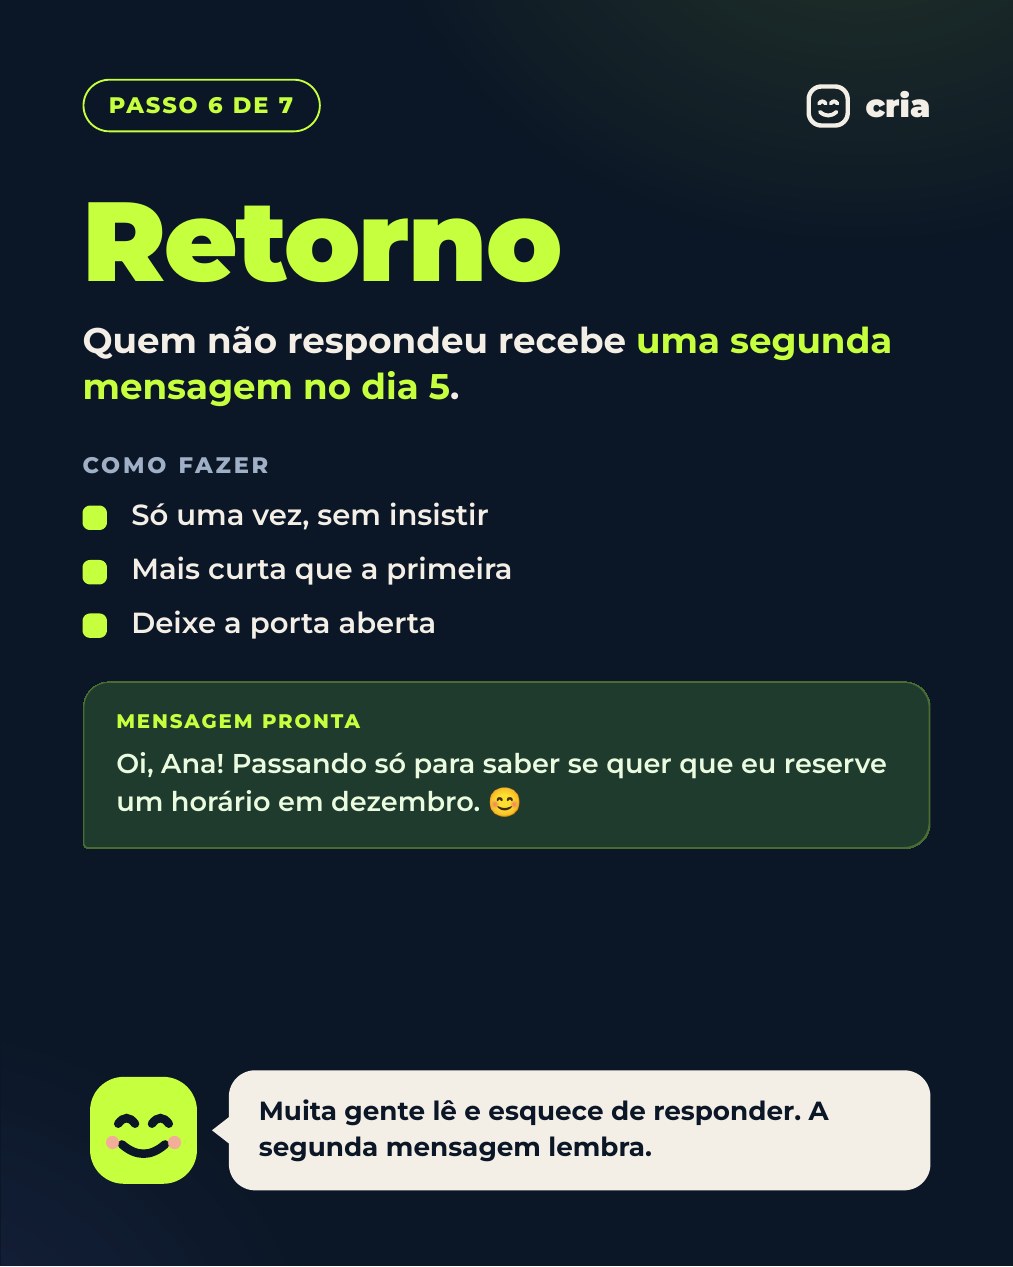 PASSO 6 DE 7
cria
Retorno
Quem não respondeu recebe uma segunda
mensagem no dia 5.
COMO FAZER
Só uma vez, sem insistir
Mais curta que a primeira
Deixe a porta aberta
MENSAGEM PRONTA
Oi, Ana! Passando só para saber se quer que eu reserve
um horário em dezembro. 😊
Muita gente lê e esquece de responder. A
segunda mensagem lembra.